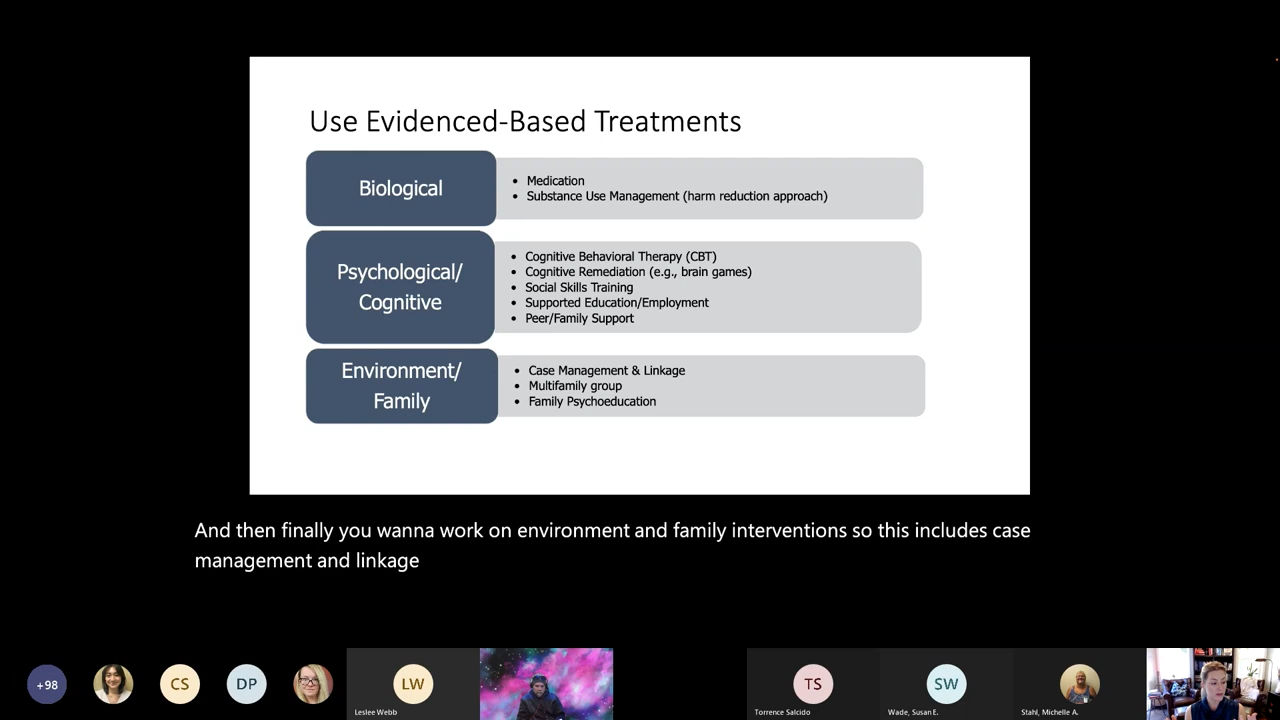 Use Evidenced-Based Treatments
Biological
• Medication
• Substance Use Management (harm reduction approach)
Psychological/
Cognitive
• Cognitive Behavioral Therapy (CBT)
• Cognitive Remediation (e.g., brain games)
• Social Skills Training
• Supported Education/Employment
• Peer/Family Support
Environment/
Family
• Case Management & Linkage
• Multifamily group
• Family Psychoeducation
And then finally you wanna work on environment and family interventions so this includes case
management and linkage
+98
CS
DP
LW
Leslee Webb
TS
Torrence Salcido
SW
Wade, Susan E.
Stahl, Michelle A.